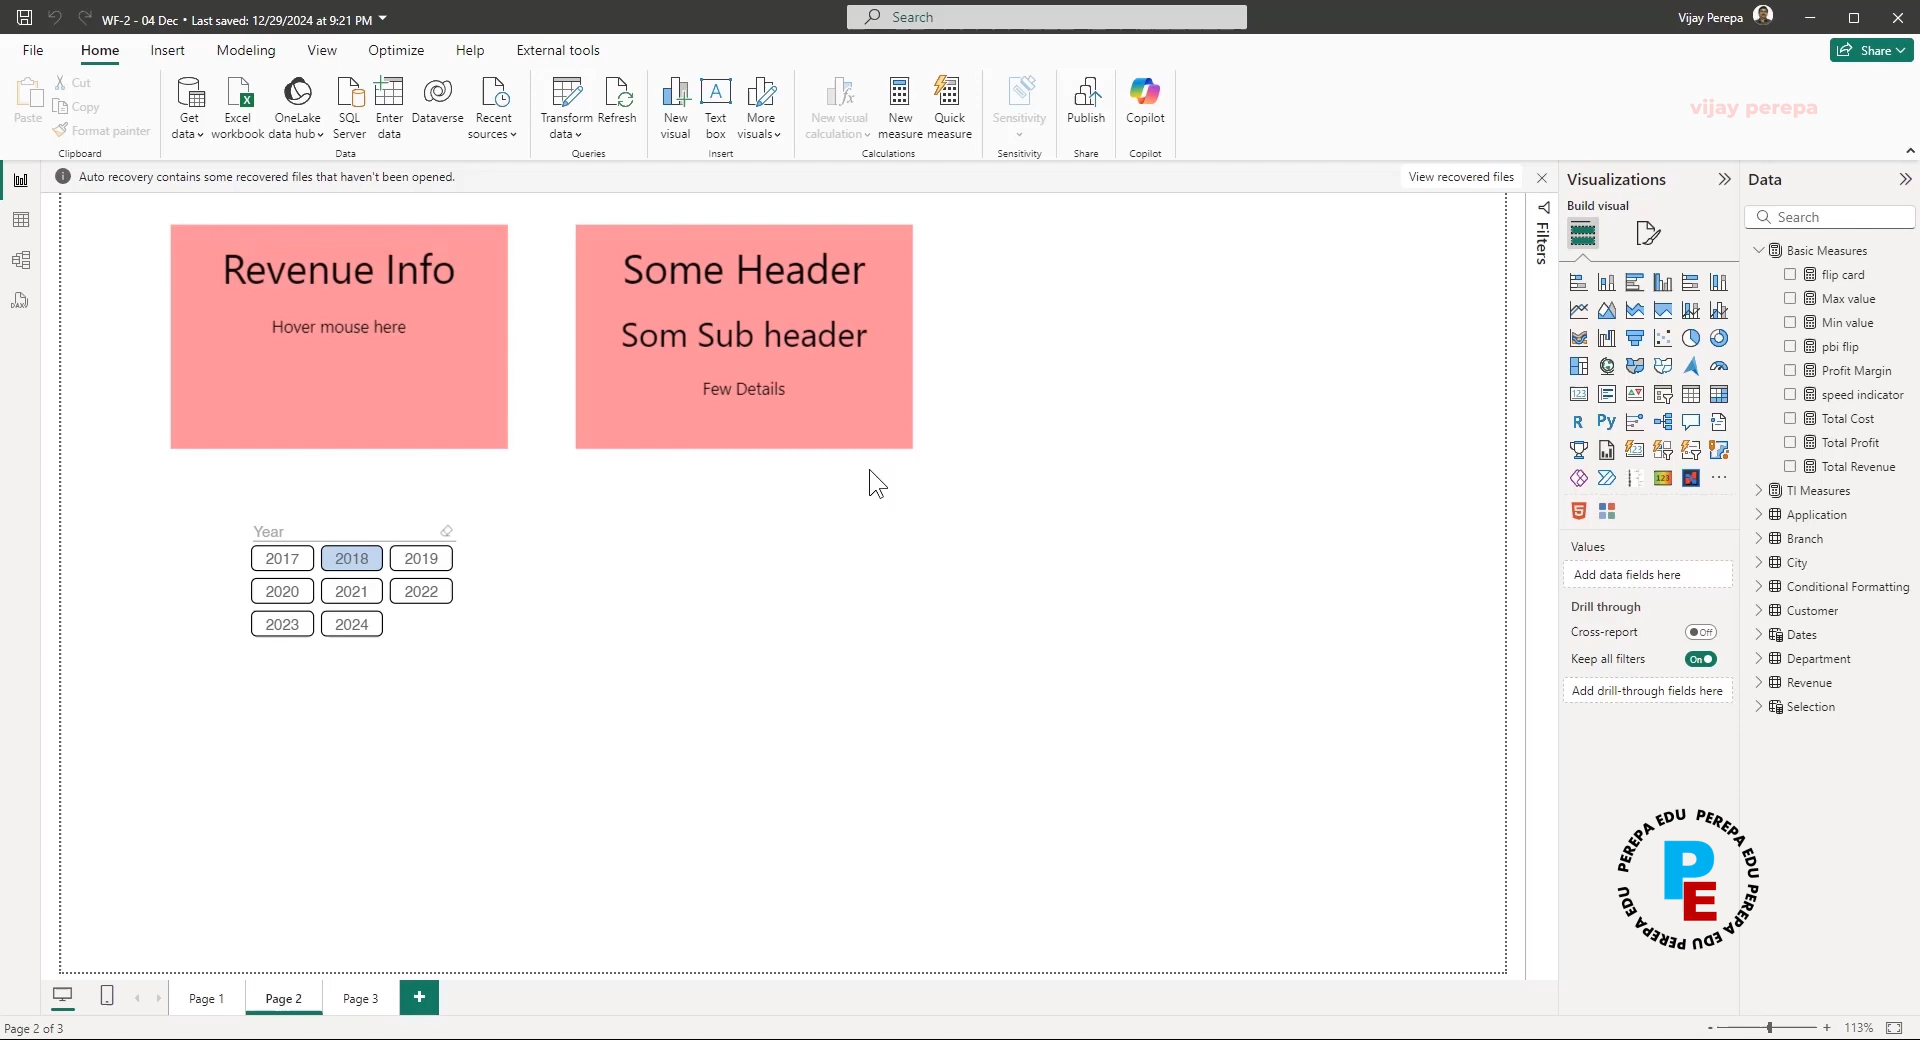 WF-2 - 04 Dec • Last saved: 12/29/2024 at 9:21 PM
Search
Vijay Perepa
File Home Insert Modeling View Optimize Help External tools
Share
Paste
Cut
Copy
Format painter
Clipboard
Get data
Excel workbook
OneLake data hub
SQL Server
Enter data
Dataverse
Recent sources
Data
Transform data
Refresh
Queries
New visual
Text box
More visuals
Insert
New visual calculation
New measure
Quick measure
Calculations
Sensitivity
Sensitivity
Publish
Share
Copilot
Copilot
vijay perepa
Auto recovery contains some recovered files that haven't been opened.
View recovered files
Revenue Info
Hover mouse here
Some Header
Som Sub header
Few Details
Year
2017 2018 2019
2020 2021 2022
2023 2024
Filters
Visualizations
Build visual
R Py
123
123
Values
Add data fields here
Drill through
Cross-report Off
Keep all filters On
Add drill-through fields here
Data
Search
Basic Measures
flip card
Max value
Min value
pbi flip
Profit Margin
speed indicator
Total Cost
Total Profit
Total Revenue
TI Measures
Application
Branch
City
Conditional Formatting
Customer
Dates
Department
Revenue
Selection
PEREPA EDU PEREPA EDU PEREPA EDU PEREPA EDU
PE
Page 1 Page 2 Page 3
Page 2 of 3
113%